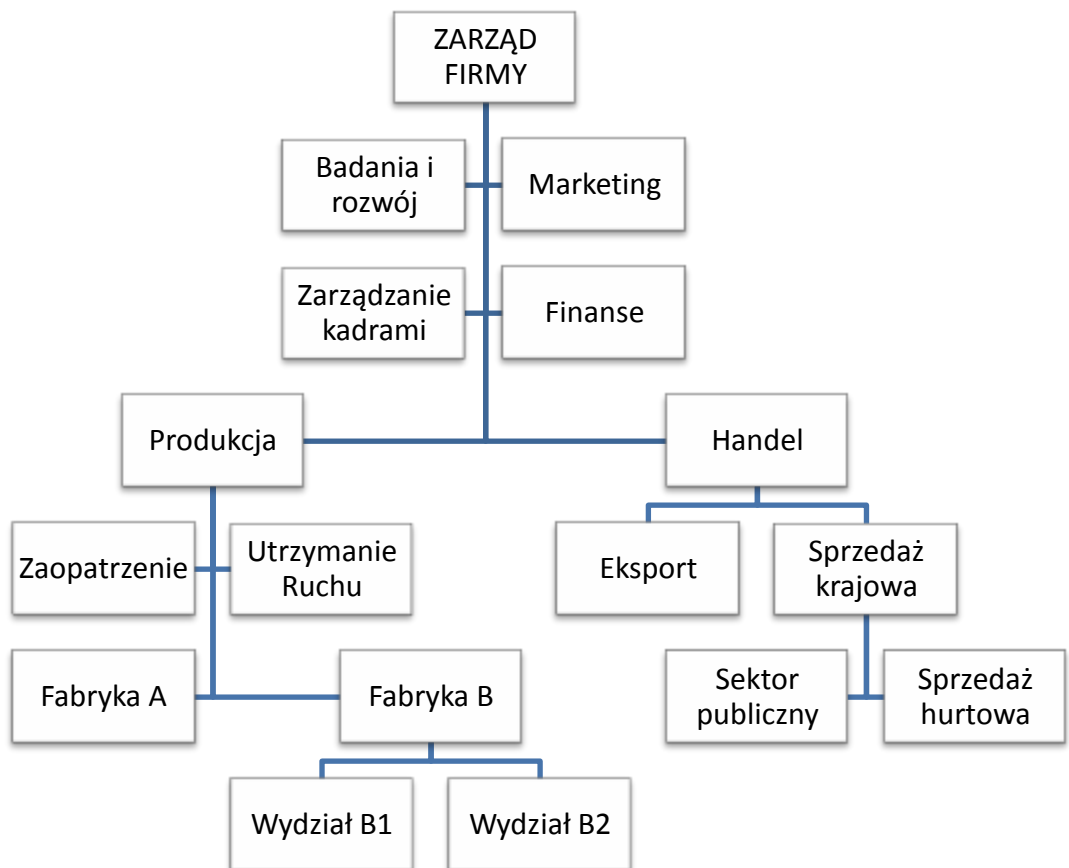 ZARZĄD
FIRMY
Badania i
rozwój
Marketing
Zarządzanie
kadrami
Finanse
Produkcja
Handel
Zaopatrzenie
Utrzymanie
Ruchu
Eksport
Sprzedaż
krajowa
Fabryka A
Fabryka B
Sektor
publiczny
Sprzedaż
hurtowa
Wydział B1
Wydział B2